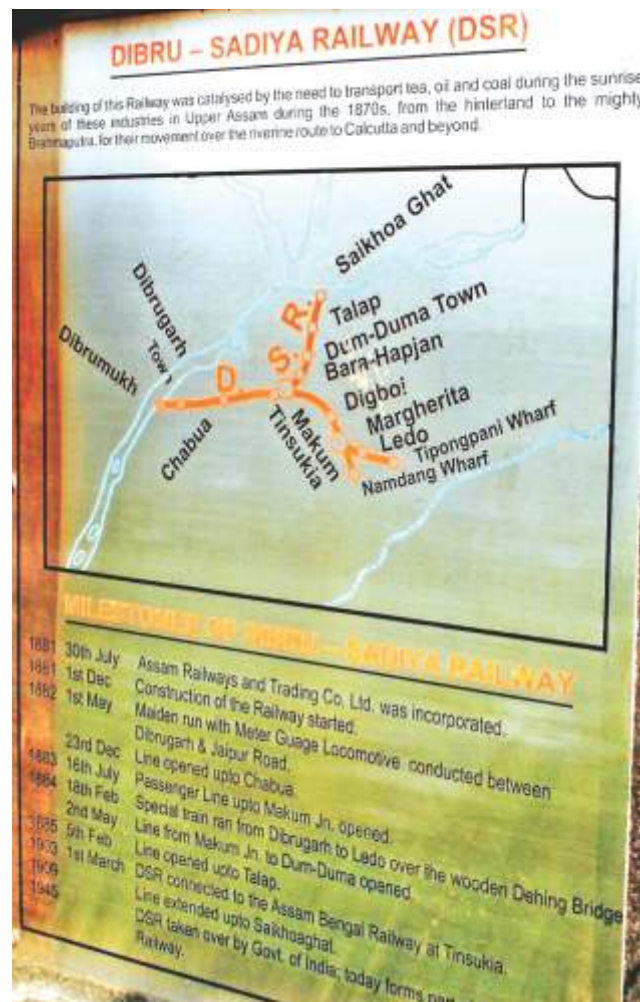 DIBRU – SADIYA RAILWAY (DSR)
The building of this Railway was catalysed by the need to transport tea, oil and coal during the sunrise
years of these industries in Upper Assam during the 1870s, from the hinterland to the mighty
Brahmaputra, for their movement over the riverine route to Calcutta and beyond.
Saikhoa Ghat
Talap
Dum-Duma Town
Bara-Hapjan
Dibrugarh
Town
Dibrumukh
D. S. R.
Digboi
Margherita
Ledo
Tipongpani Wharf
Namdang Wharf
Makum
Tinsukia
Chabua
MILESTONES OF DIBRU – SADIYA RAILWAY
1881 30th July Assam Railways and Trading Co. Ltd. was incorporated.
1881 1st Dec Construction of the Railway started.
1882 1st May Maiden run with Meter Guage Locomotive conducted between
Dibrugarh & Jaipur Road.
23rd Dec Line opened upto Chabua.
1883 16th July Passenger Line upto Makum Jn. opened.
1884 18th Feb Special train ran from Dibrugarh to Ledo over the wooden Dehing Bridge
2nd May Line from Makum Jn. to Dum-Duma opened.
1885 5th Feb Line opened upto Talap.
1903 1st March DSR connected to the Assam Bengal Railway at Tinsukia.
1909 Line extended upto Saikhoaghat.
1945 DSR taken over by Govt. of India; today forms
Railway.